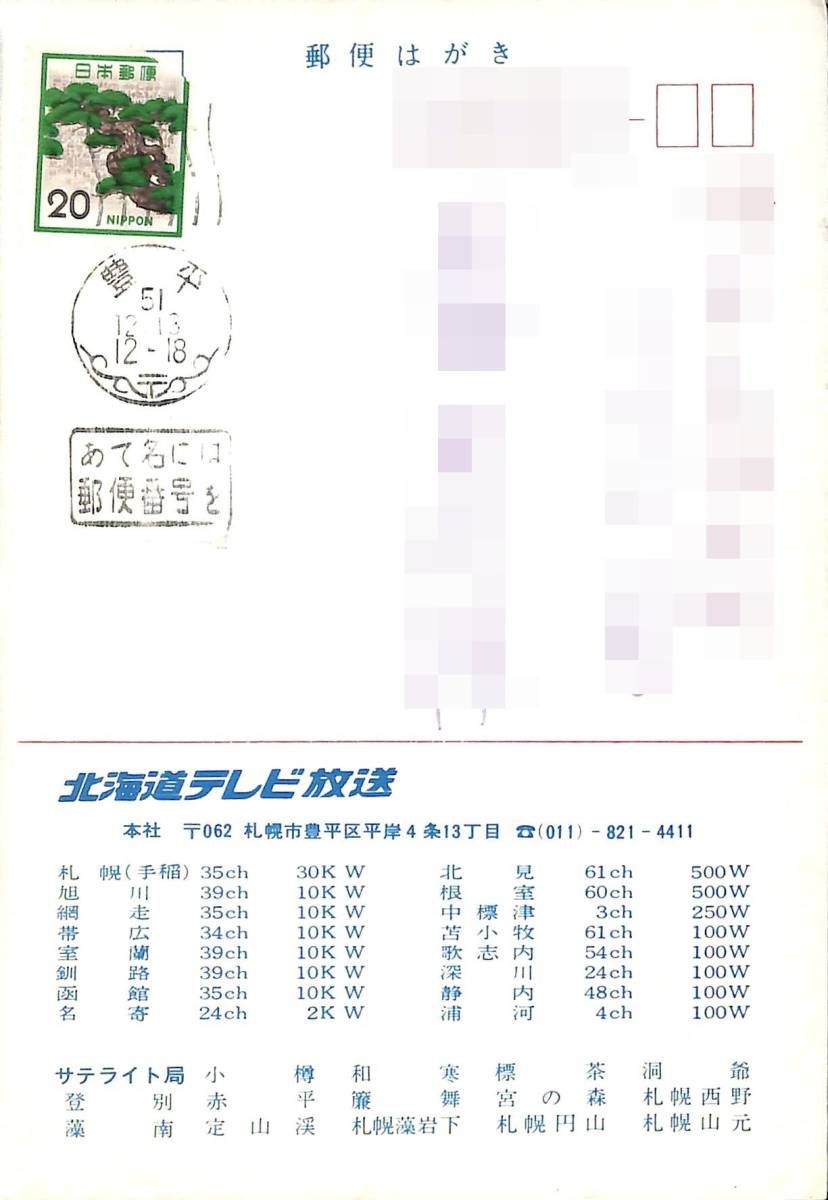 郵便はがき
日本郵便
20
NIPPON
豊平
51
12.13
12-18
〒
あて名には
郵便番号を
北海道テレビ放送
本社 〒062 札幌市豊平区平岸4条13丁目 ☎(011)-821-4411
札幌(手稲) 35ch 30KW 北見 61ch 500W
旭川 39ch 10KW 根室 60ch 500W
網走 35ch 10KW 中標津 3ch 250W
帯広 34ch 10KW 苫小牧 61ch 100W
室蘭 39ch 10KW 歌志内 54ch 100W
釧路 39ch 10KW 深川 24ch 100W
函館 35ch 10KW 静内 48ch 100W
名寄 24ch 2KW 浦河 4ch 100W
サテライト局 小樽 和寒 標茶 洞爺
登別 赤平 簾舞 宮の森 札幌西野
藻南 定山渓 札幌藻岩下 札幌円山 札幌山元